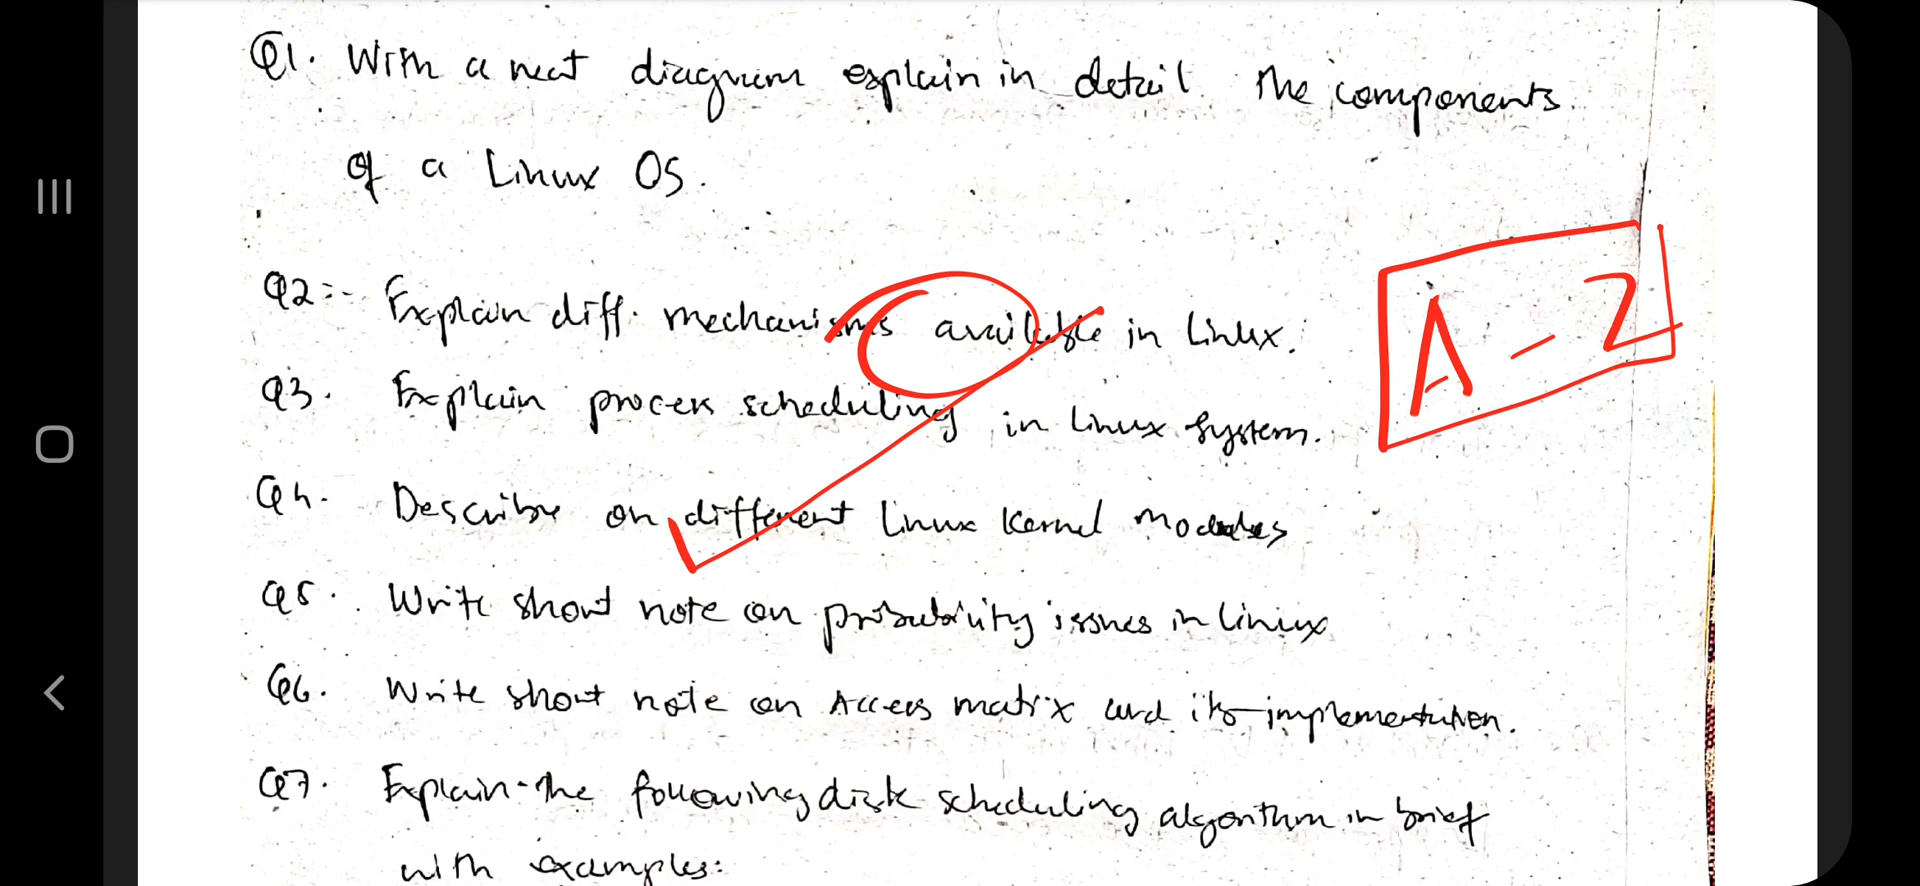 Q1. With a neat diagram explain in detail the components
of a Linux OS.
A-2
Q2:- Explain diff. mechanisms available in Linux.
Q3. Explain process scheduling in Linux system.
Q4. Describe on different Linux Kernel Modules
Q5. Write short note on probability issues in Linux
Q6. Write short note on Access matrix and its implementation.
Q7. Explain the following disk scheduling algorithm in brief
with examples: